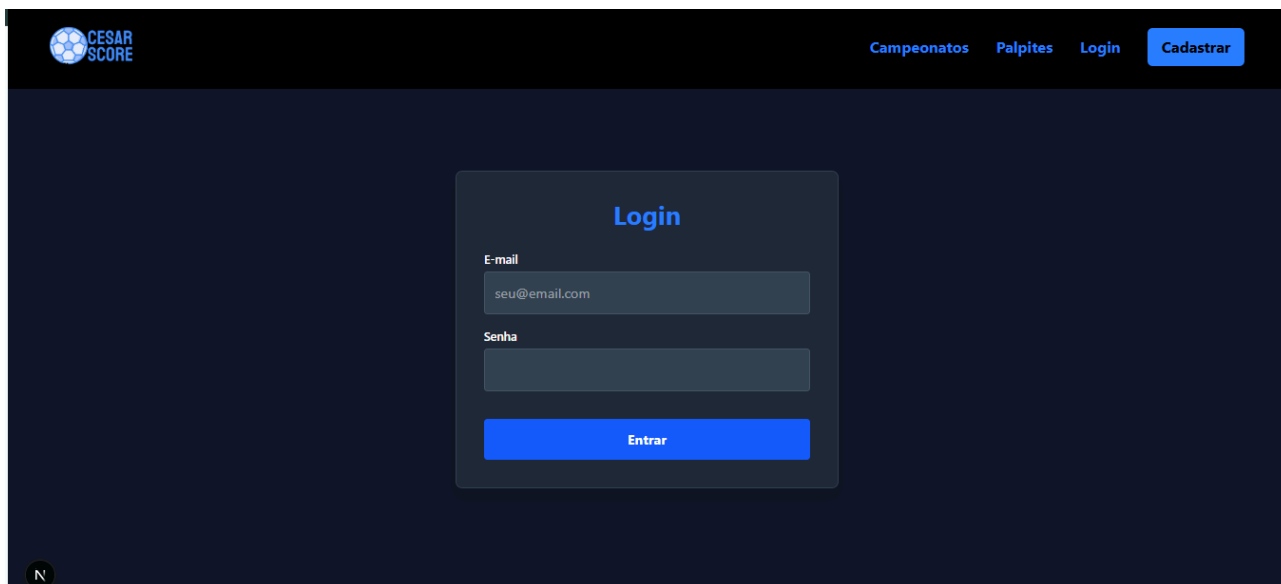 CESAR
SCORE
Campeonatos Palpites Login Cadastrar
Login
E-mail
seu@email.com
Senha
Entrar
N